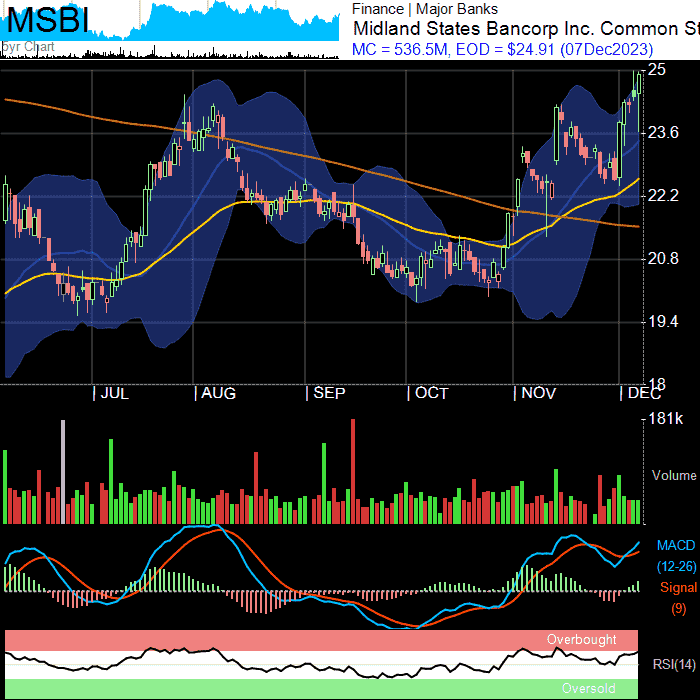 MSBI
byr Chart
Finance | Major Banks
Midland States Bancorp Inc. Common St
MC = 536.5M, EOD = $24.91 (07Dec2023)
25
23.6
22.2
20.8
19.4
18
| JUL | AUG | SEP | OCT | NOV | DEC
181k
Volume
MACD
(12-26)
Signal
(9)
Overbought
RSI(14)
Oversold